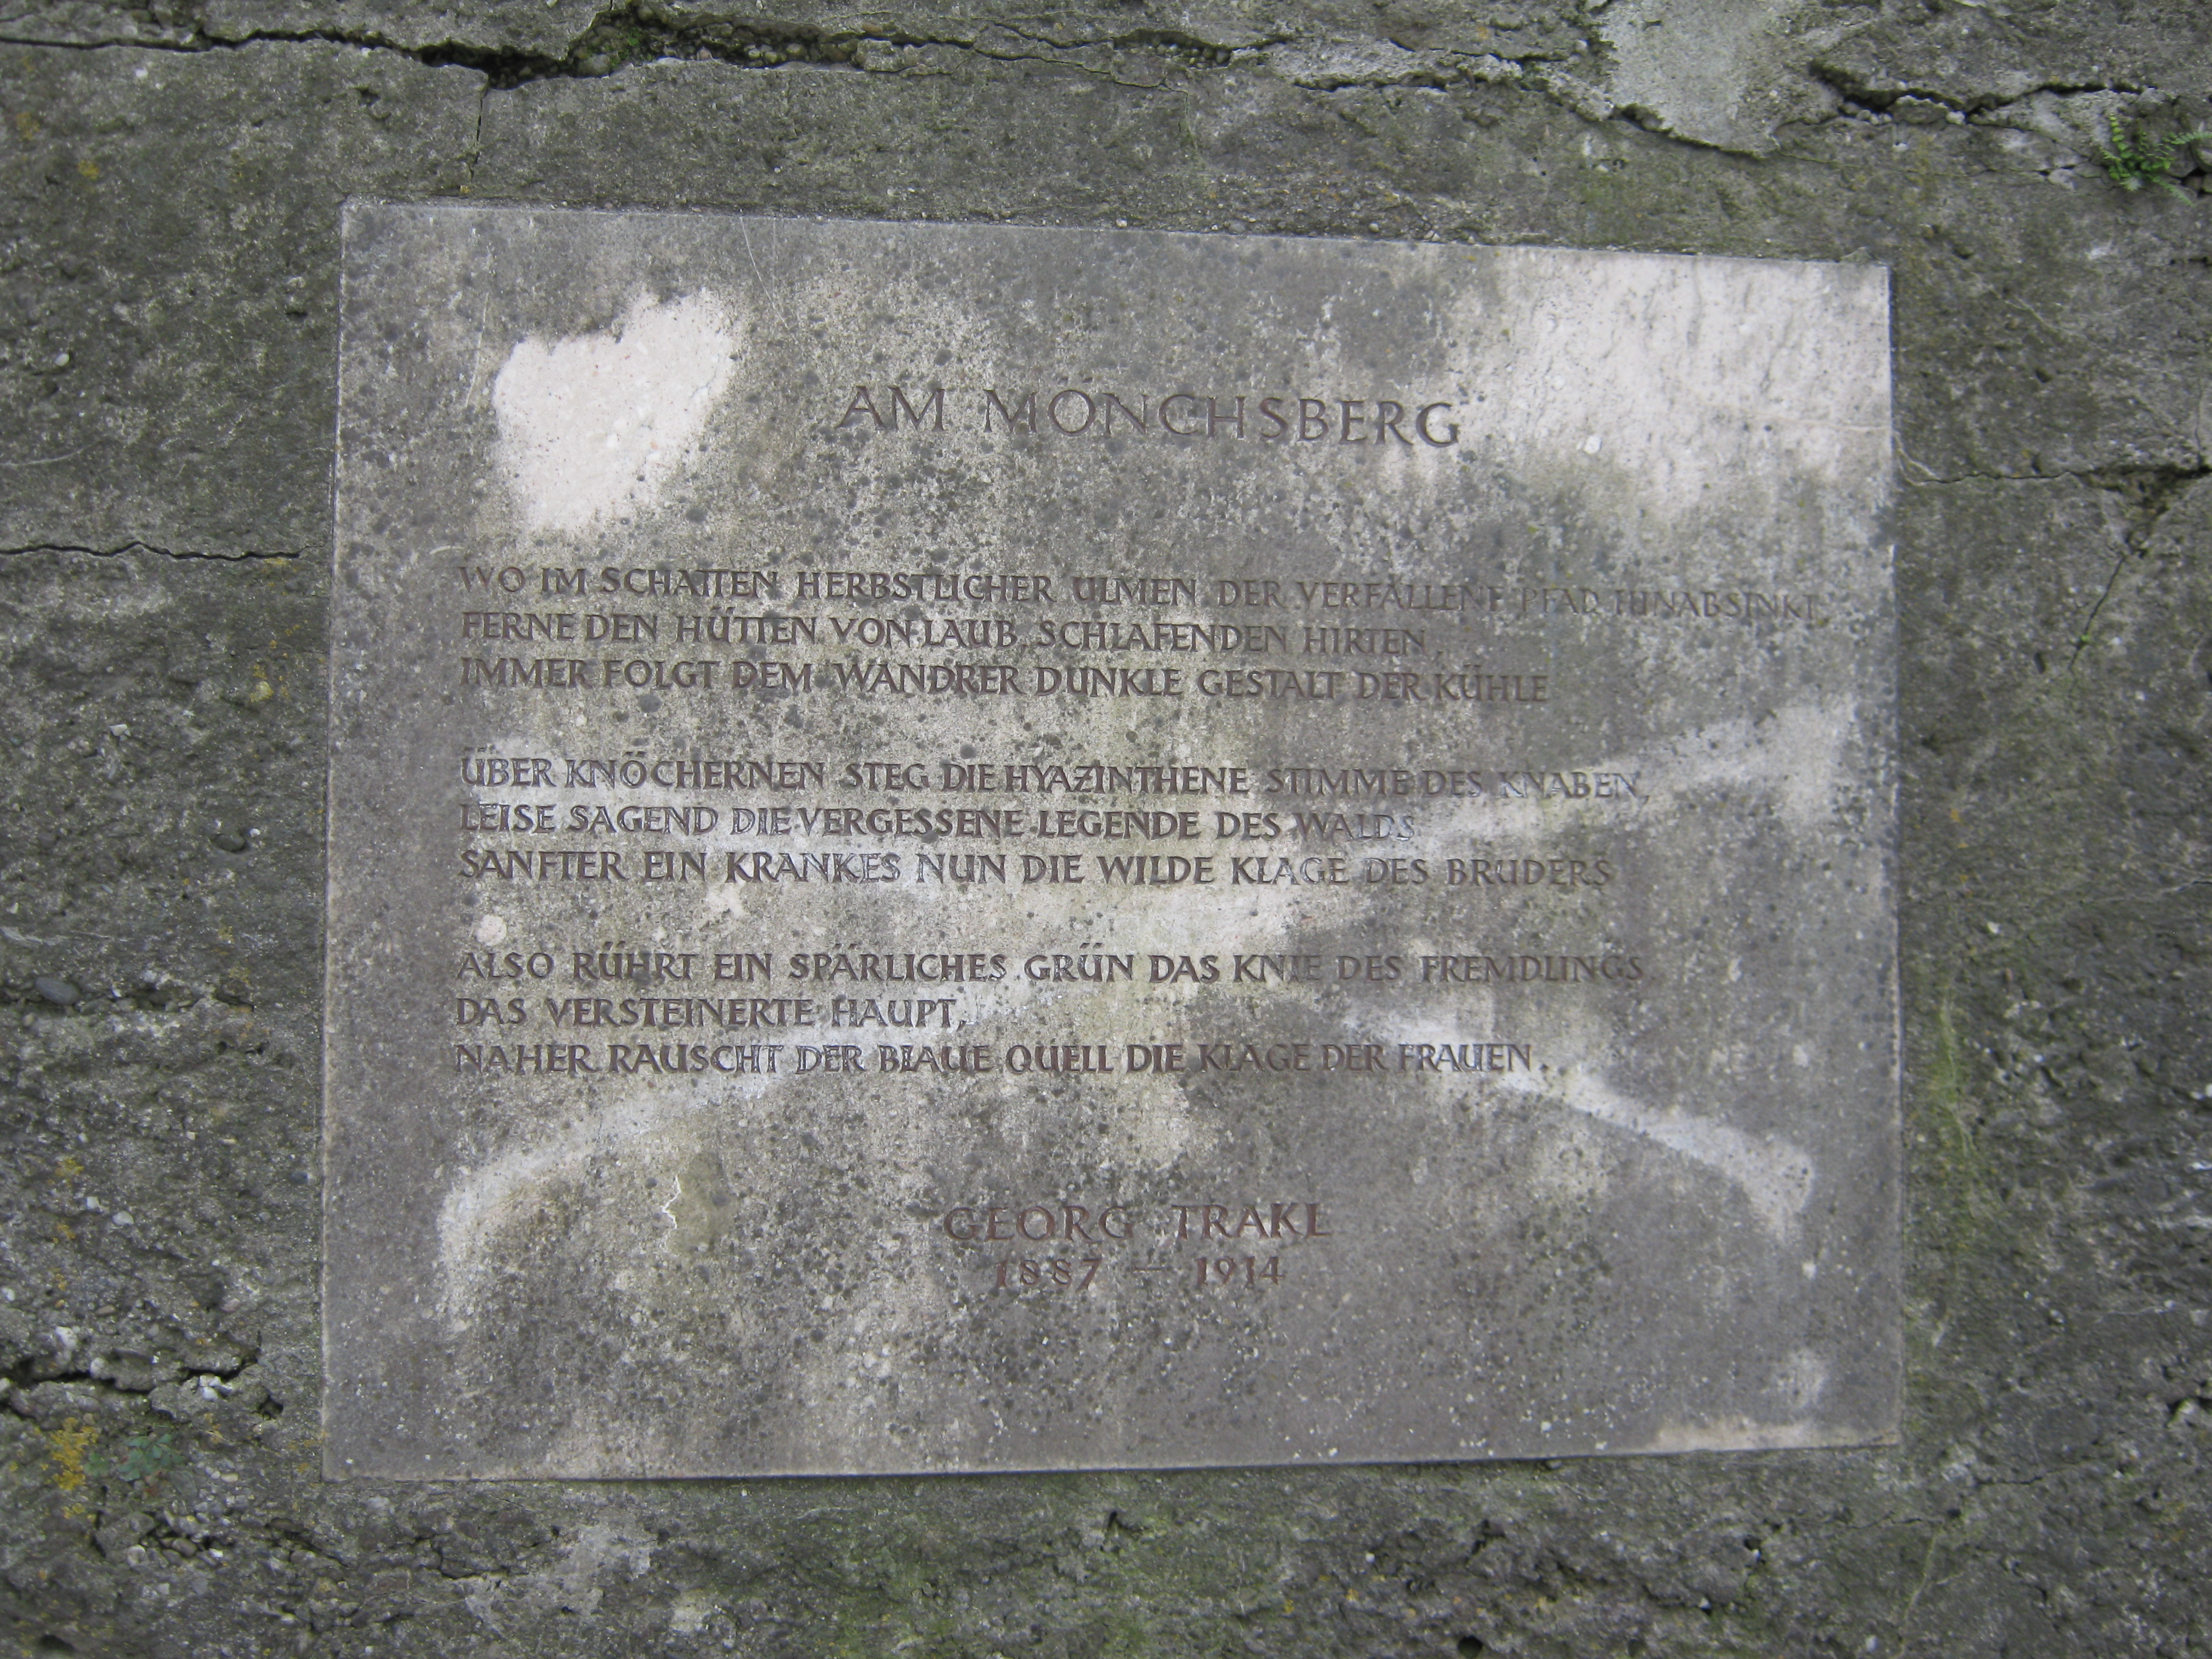 AM MÖNCHSBERG
WO IM SCHATTEN HERBSTLICHER ULMEN DER VERFALLENE PFAD HINABSINKT,
FERNE DEN HÜTTEN VON LAUB, SCHLAFENDEN HIRTEN,
IMMER FOLGT DEM WANDRER DUNKLE GESTALT DER KÜHLE
ÜBER KNÖCHERNEN STEG DIE HYAZINTHENE STIMME DES KNABEN,
LEISE SAGEND DIE VERGESSENE LEGENDE DES WALDS
SANFTER EIN KRANKES NUN DIE WILDE KLAGE DES BRUDERS
ALSO RÜHRT EIN SPÄRLICHES GRÜN DAS KNIE DES FREMDLINGS
DAS VERSTEINERTE HAUPT,
NAHER RAUSCHT DER BLAUE QUELL DIE KLAGE DER FRAUEN.
GEORG TRAKL
1887 — 1914